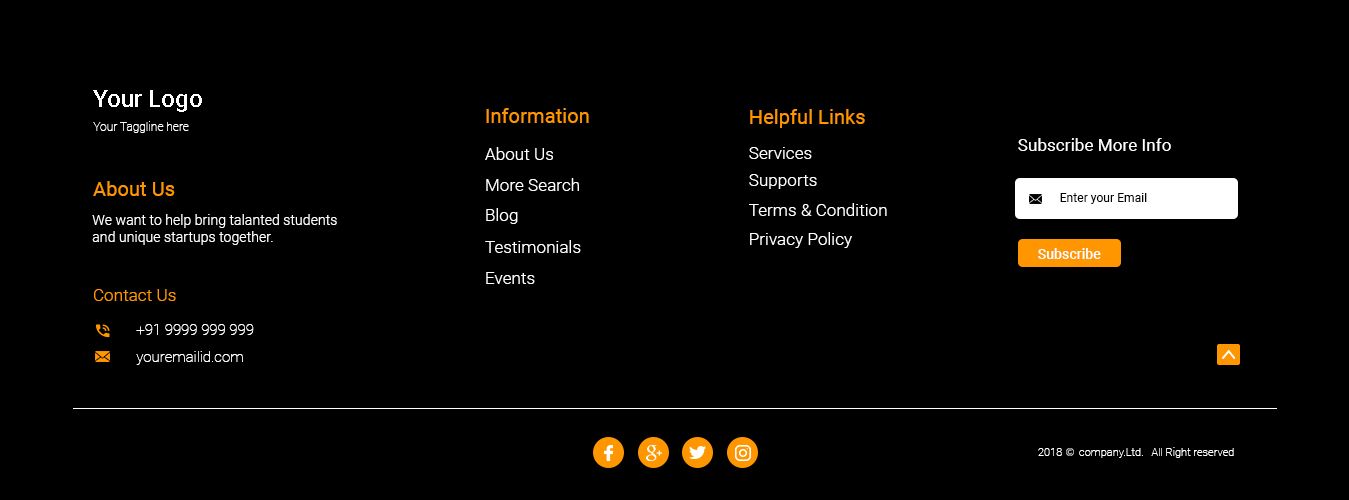 Your Logo
Your Taggline here
About Us
We want to help bring talanted students
and unique startups together.
Contact Us
+91 9999 999 999
youremailid.com
Information
About Us
More Search
Blog
Testimonials
Events
Helpful Links
Services
Supports
Terms & Condition
Privacy Policy
Subscribe More Info
Enter your Email
Subscribe
2018 © company.Ltd. All Right reserved